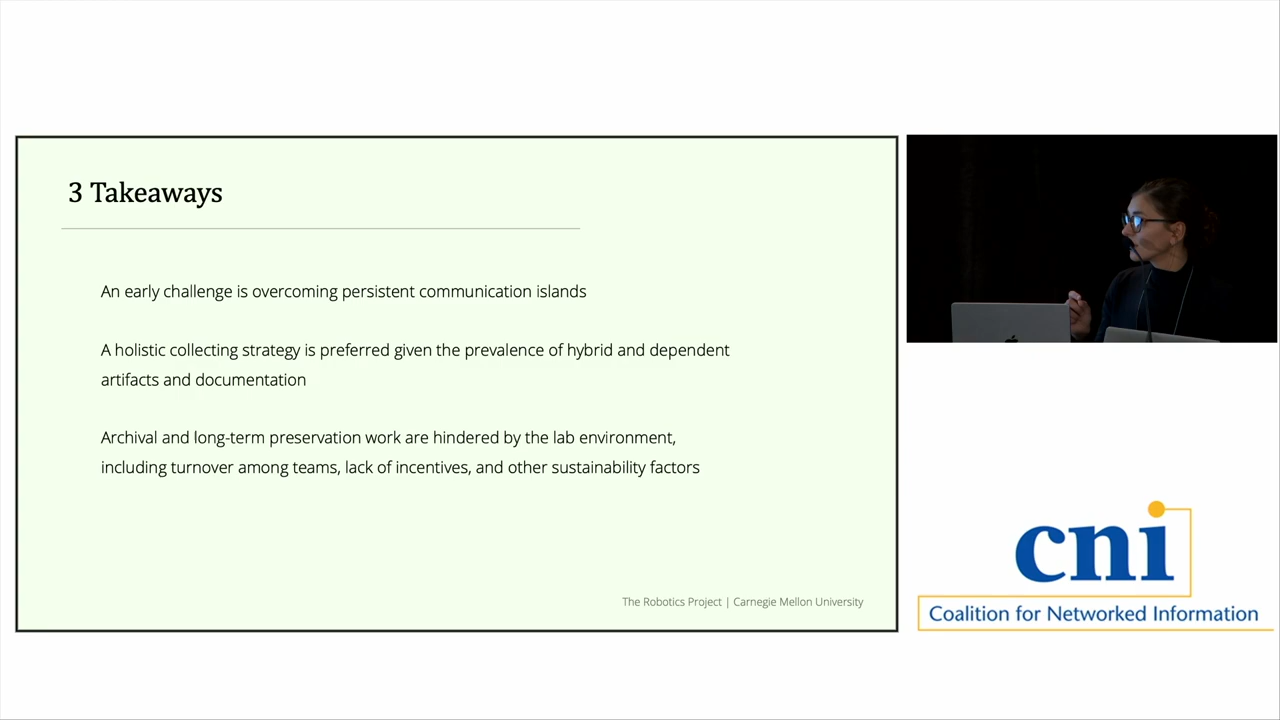 3 Takeaways
An early challenge is overcoming persistent communication islands
A holistic collecting strategy is preferred given the prevalence of hybrid and dependent
artifacts and documentation
Archival and long-term preservation work are hindered by the lab environment,
including turnover among teams, lack of incentives, and other sustainability factors
The Robotics Project | Carnegie Mellon University
cni
Coalition for Networked Information